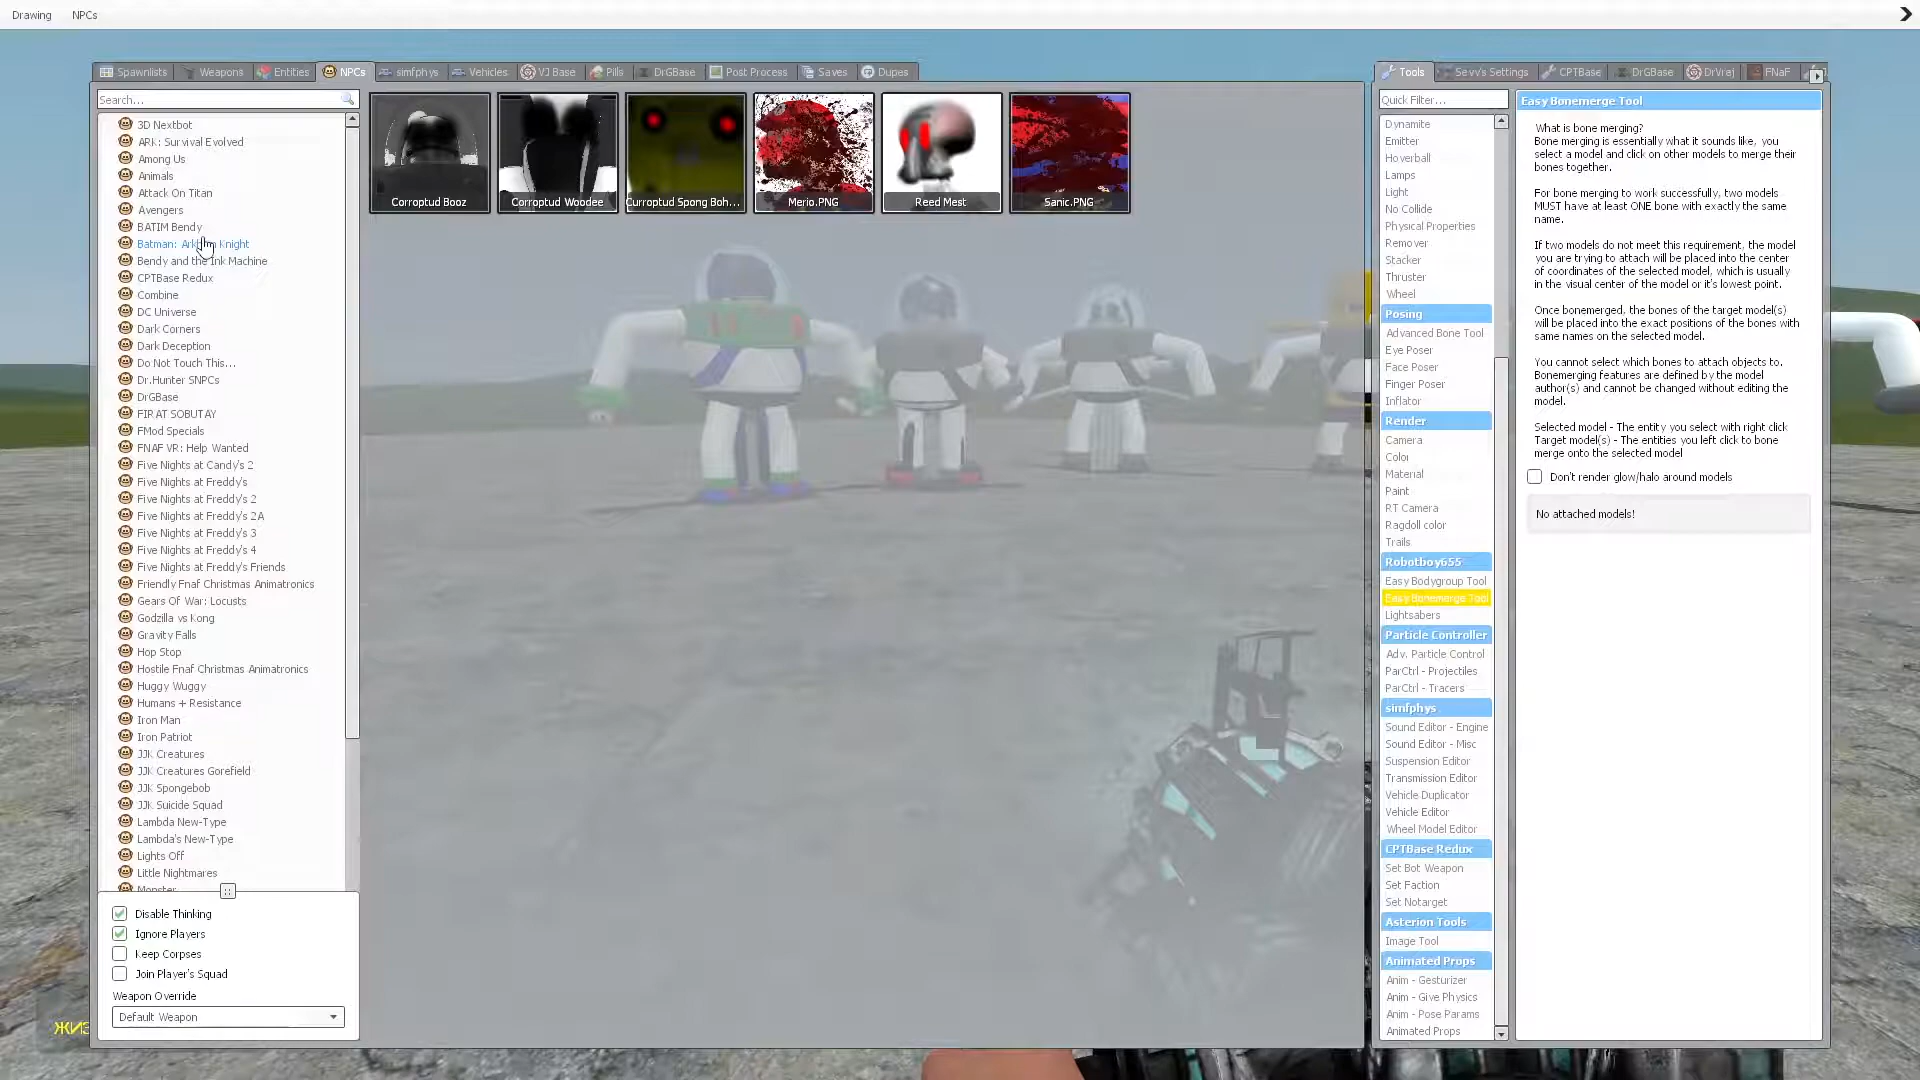 Drawing NPCs
Spawnlists Weapons Entities NPCs simfphys Vehicles VJ Base Pills DrGBase Post Process Saves Dupes
Search...
3D Nextbot
ARK: Survival Evolved
Among Us
Animals
Attack On Titan
Avengers
BATIM Bendy
Batman: Arkham Knight
Bendy and the Ink Machine
CPTBase Redux
Combine
DC Universe
Dark Corners
Dark Deception
Do Not Touch This...
Dr.Hunter SNPCs
DrGBase
FIRAT SOBUTAY
FMod Specials
FNAF VR: Help Wanted
Five Nights at Candy's 2
Five Nights at Freddy's
Five Nights at Freddy's 2
Five Nights at Freddy's 2A
Five Nights at Freddy's 3
Five Nights at Freddy's 4
Five Nights at Freddy's Friends
Friendly Fnaf Christmas Animatronics
Gears Of War: Locusts
Godzilla vs Kong
Gravity Falls
Hop Stop
Hostile Fnaf Christmas Animatronics
Huggy Wuggy
Humans + Resistance
Iron Man
Iron Patriot
JJK Creatures
JJK Creatures Gorefield
JJK Spongebob
JJK Suicide Squad
Lambda New-Type
Lambda's New-Type
Lights Off
Little Nightmares
Monster
Disable Thinking
Ignore Players
Keep Corpses
Join Player's Squad
Weapon Override
Default Weapon
Corroptud Booz
Corroptud Woodee
Curroptud Spong Boh...
Merio.PNG
Reed Mest
Sanic.PNG
Tools Sevv's Settings CPTBase DrGBase DrVraj FNaF
Quick Filter...
Dynamite
Emitter
Hoverball
Lamps
Light
No Collide
Physical Properties
Remover
Stacker
Thruster
Wheel
Posing
Advanced Bone Tool
Eye Poser
Face Poser
Finger Poser
Inflator
Render
Camera
Color
Material
Paint
RT Camera
Ragdoll color
Trails
Robotboy655
Easy Bodygroup Tool
Easy Bonemerge Tool
Lightsabers
Particle Controller
Adv. Particle Control
ParCtrl - Projectiles
ParCtrl - Tracers
simfphys
Sound Editor - Engine
Sound Editor - Misc
Suspension Editor
Transmission Editor
Vehicle Duplicator
Vehicle Editor
Wheel Model Editor
CPTBase Redux
Set Bot Weapon
Set Faction
Set Notarget
Asterion Tools
Image Tool
Animated Props
Anim - Gesturizer
Anim - Give Physics
Anim - Pose Params
Animated Props
Easy Bonemerge Tool
What is bone merging?
Bone merging is essentially what it sounds like, you
select a model and click on other models to merge their
bones together.
For bone merging to work successfully, two models
MUST have at least ONE bone with exactly the same
name.
If two models do not meet this requirement, the model
you are trying to attach will be placed into the center
of coordinates of the selected model, which is usually
in the visual center of the model or it's lowest point.
Once bonemerged, the bones of the target model(s)
will be placed into the exact positions of the bones with
same names on the selected model.
You cannot select which bones to attach objects to.
Bonemerging features are defined by the model
author(s) and cannot be changed without editing the
model.
Selected model - The entity you select with right click
Target model(s) - The entities you left click to bone
merge onto the selected model
Don't render glow/halo around models
No attached models!